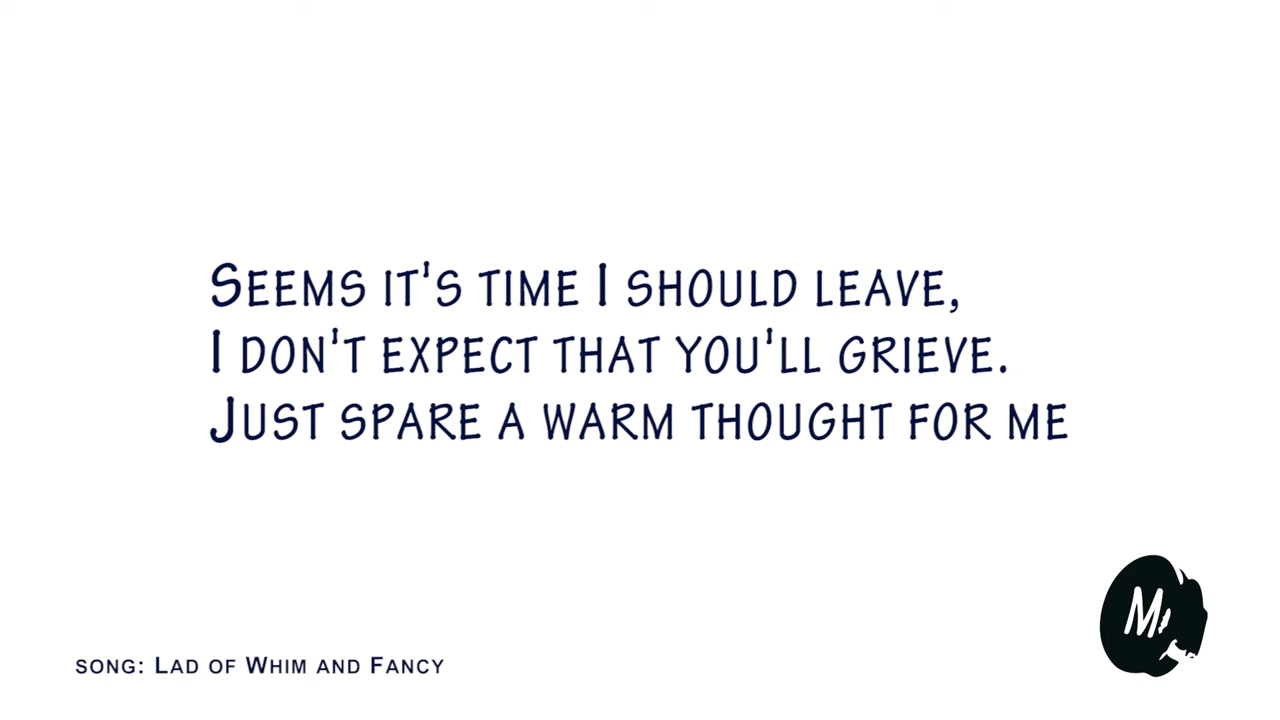 Seems it's time I should leave,
I don't expect that you'll grieve.
Just spare a warm thought for me
song: Lad of Whim and Fancy
M